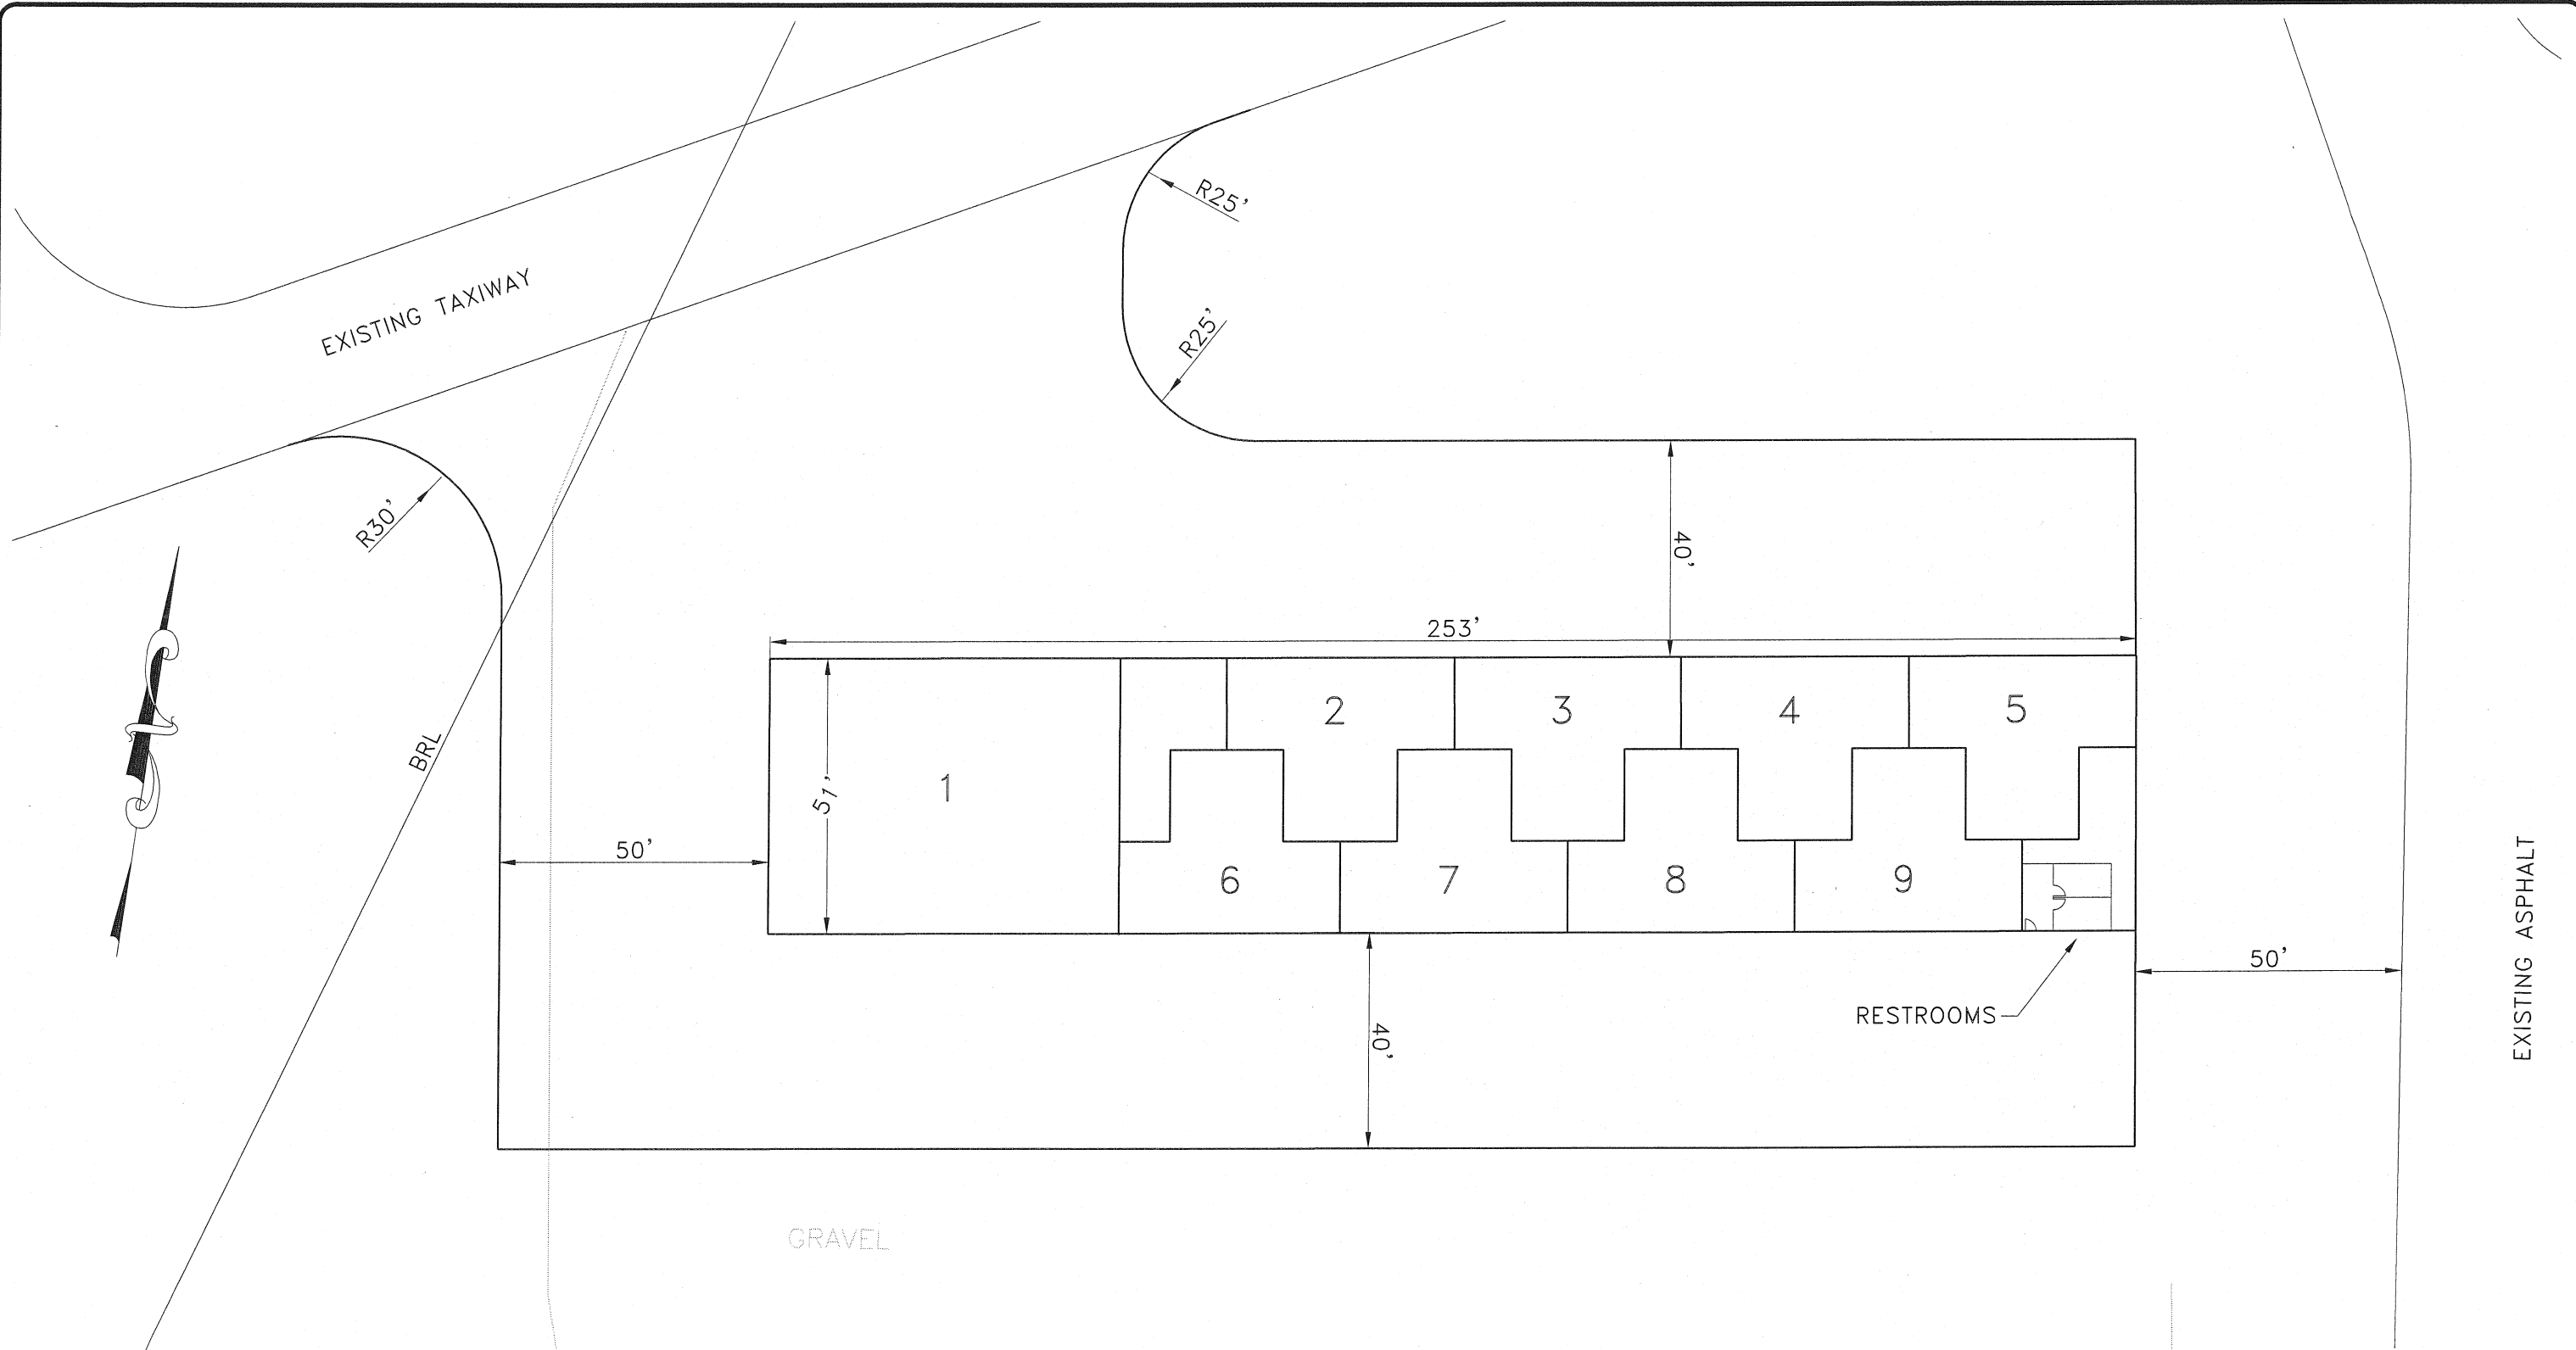 R25'
EXISTING TAXIWAY
R25'
R30'
40'
253'
2
3
4
5
BRL
1
51'
50'
6
7
8
9
EXISTING ASPHALT
50'
RESTROOMS
40'
GRAVEL